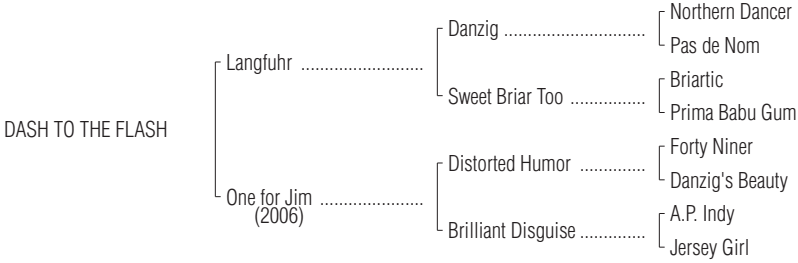 Northern Dancer
Danzig ..............................
Pas de Nom
Langfuhr .........................
Briartic
Sweet Briar Too ................
Prima Babu Gum
DASH TO THE FLASH
Forty Niner
Distorted Humor ..............
Danzig's Beauty
One for Jim ......................
(2006)
A.P. Indy
Brilliant Disguise ..............
Jersey Girl